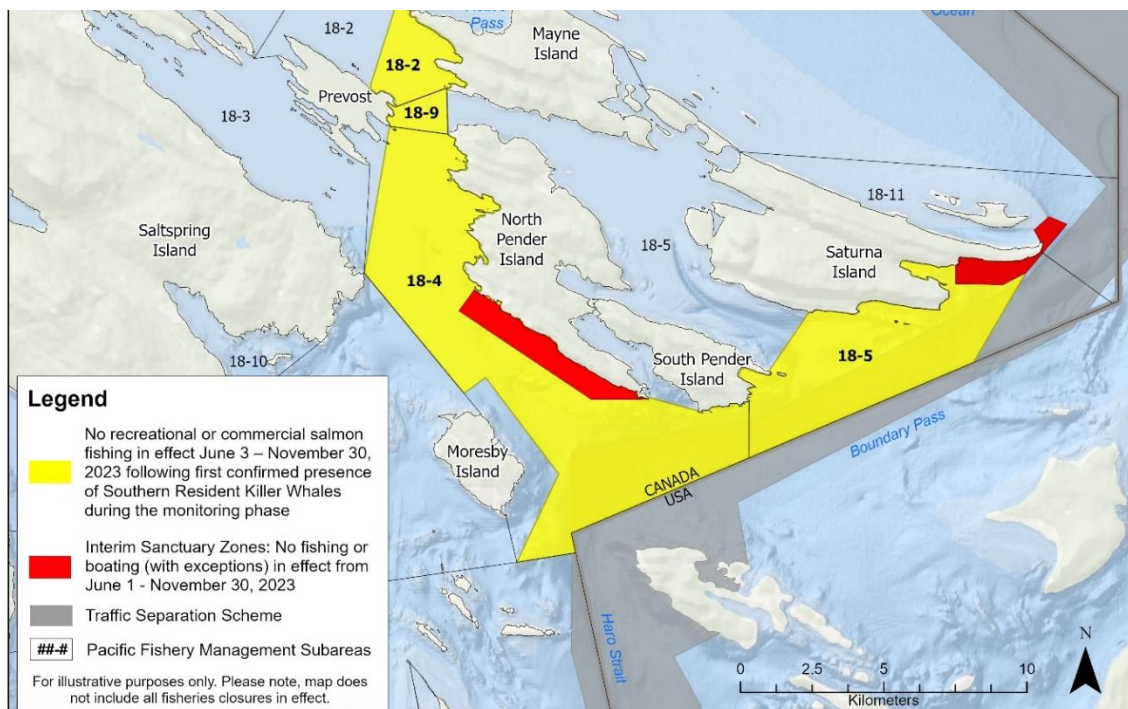 Active
Pass
Ocean
18-2
Mayne
Island
18-2
Prevost
18-9
18-3
18-11
North
Pender
Island
18-5
Saltspring
Island
Saturna
Island
18-4
18-5
South Pender
Island
18-10
Moresby
Island
Boundary Pass
CANADA
USA
Haro Strait
Legend
No recreational or commercial salmon
fishing in effect June 3 – November 30,
2023 following first confirmed presence
of Southern Resident Killer Whales
during the monitoring phase
Interim Sanctuary Zones: No fishing or
boating (with exceptions) in effect from
June 1 - November 30, 2023
Traffic Separation Scheme
##-# Pacific Fishery Management Subareas
For illustrative purposes only. Please note, map does
not include all fisheries closures in effect.
N
0 2.5 5 10
Kilometers